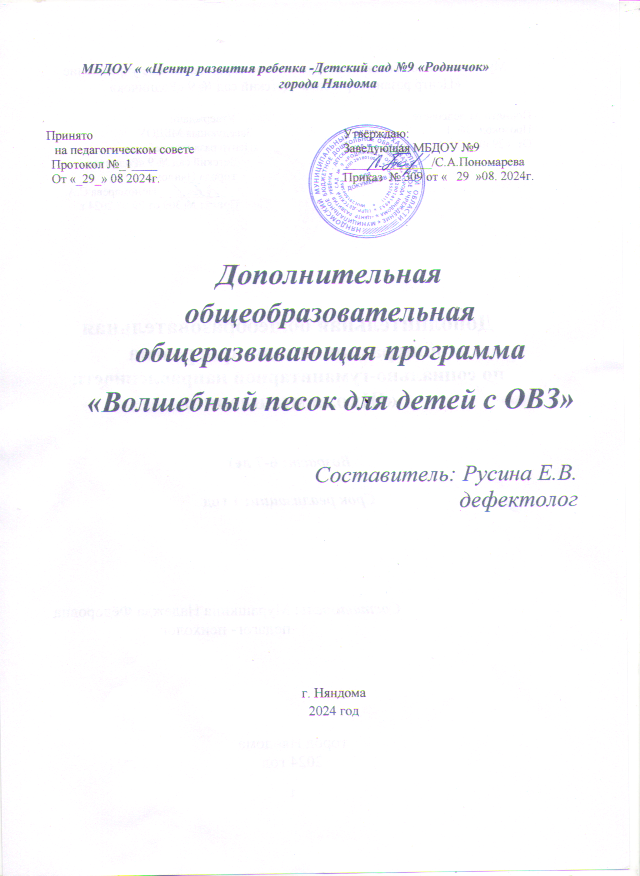 МБДОУ « «Центр развития ребенка -Детский сад №9 «Родничок»
города Няндома
Принято
на педагогическом совете
Протокол №_1____
От «_29_» 08 2024г.
Утверждаю:
Заведующая МБДОУ №9
/С.А.Пономарева
Приказ № 309 от « 29 »08. 2024г.
Дополнительная
общеобразовательная
общеразвивающая программа
«Волшебный песок для детей с ОВЗ»
Составитель: Русина Е.В.
дефектолог
г. Няндома
2024 год